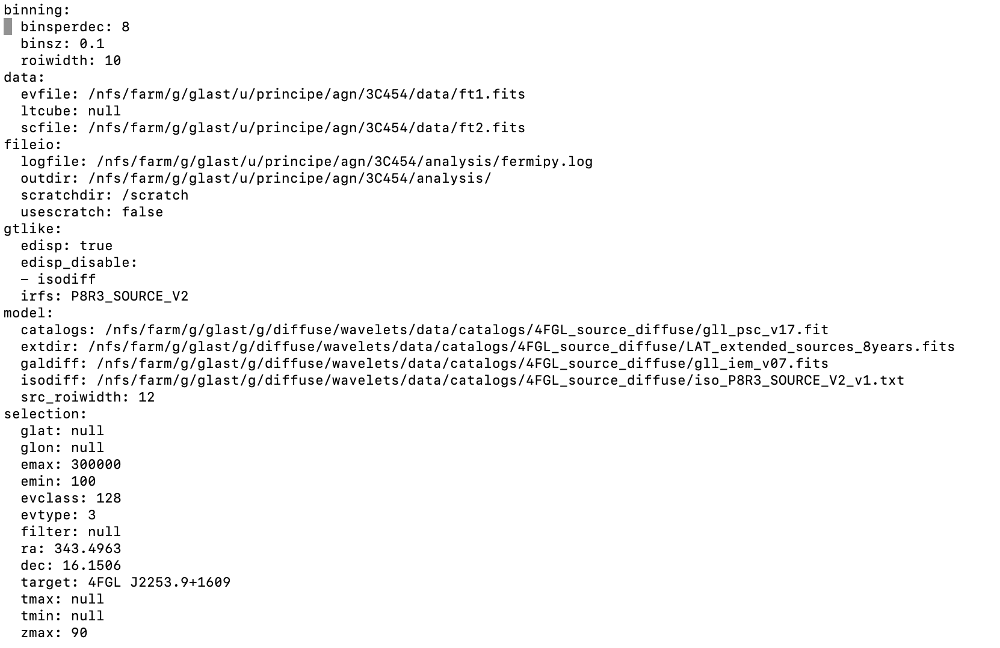 binning:
  binsperdec: 8
  binsz: 0.1
  roiwidth: 10
data:
  evfile: /nfs/farm/g/glast/u/principe/agn/3C454/data/ft1.fits
  ltcube: null
  scfile: /nfs/farm/g/glast/u/principe/agn/3C454/data/ft2.fits
fileio:
  logfile: /nfs/farm/g/glast/u/principe/agn/3C454/analysis/fermipy.log
  outdir: /nfs/farm/g/glast/u/principe/agn/3C454/analysis/
  scratchdir: /scratch
  usescratch: false
gtlike:
  edisp: true
  edisp_disable:
  - isodiff
  irfs: P8R3_SOURCE_V2
model:
  catalogs: /nfs/farm/g/glast/g/diffuse/wavelets/data/catalogs/4FGL_source_diffuse/gll_psc_v17.fit
  extdir: /nfs/farm/g/glast/g/diffuse/wavelets/data/catalogs/4FGL_source_diffuse/LAT_extended_sources_8years.fits
  galdiff: /nfs/farm/g/glast/g/diffuse/wavelets/data/catalogs/4FGL_source_diffuse/gll_iem_v07.fits
  isodiff: /nfs/farm/g/glast/g/diffuse/wavelets/data/catalogs/4FGL_source_diffuse/iso_P8R3_SOURCE_V2_v1.txt
  src_roiwidth: 12
selection:
  glat: null
  glon: null
  emax: 300000
  emin: 100
  evclass: 128
  evtype: 3
  filter: null
  ra: 343.4963
  dec: 16.1506
  target: 4FGL J2253.9+1609
  tmax: null
  tmin: null
  zmax: 90